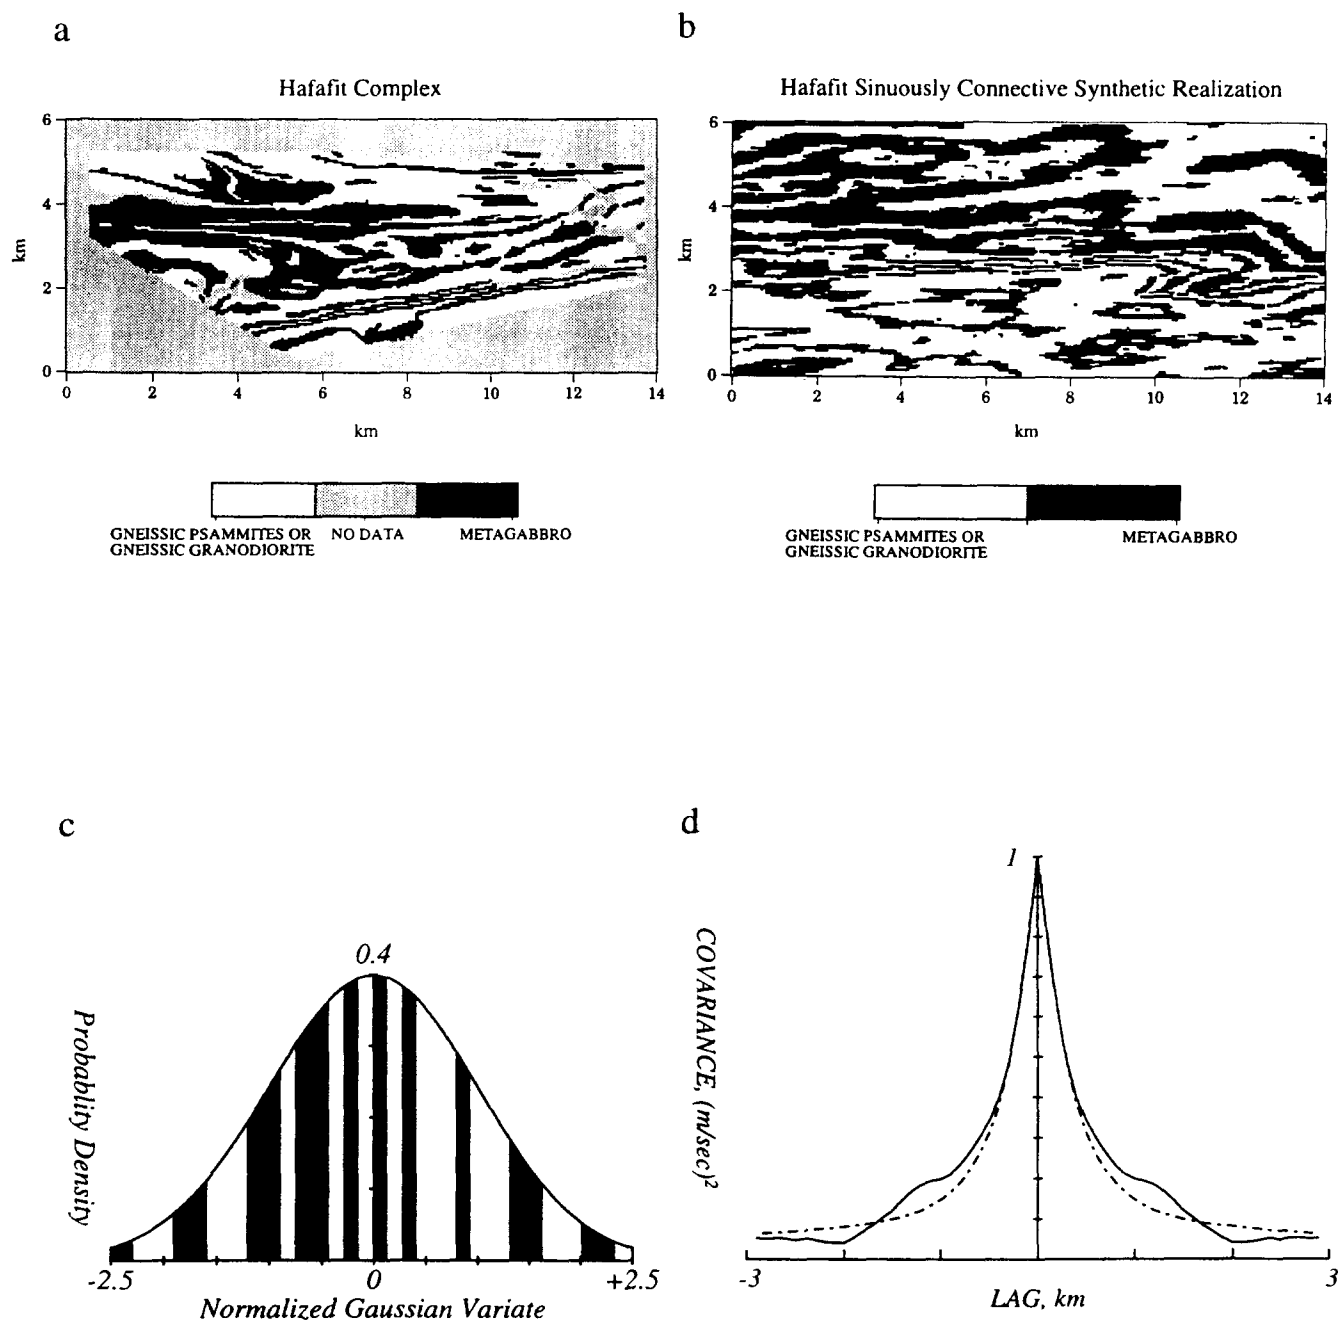 a
Hafafit Complex
6
4
2
0
km
0 2 4 6 8 10 12 14
km
GNEISSIC PSAMMITES OR
GNEISSIC GRANODIORITE
NO DATA
METAGABBRO
b
Hafafit Sinuously Connective Synthetic Realization
6
4
2
0
km
0 2 4 6 8 10 12 14
km
GNEISSIC PSAMMITES OR
GNEISSIC GRANODIORITE
METAGABBRO
c
0.4
Probablity Density
-2.5 0 +2.5
Normalized Gaussian Variate
d
1
COVARIANCE, (m/sec)²
-3 3
LAG, km